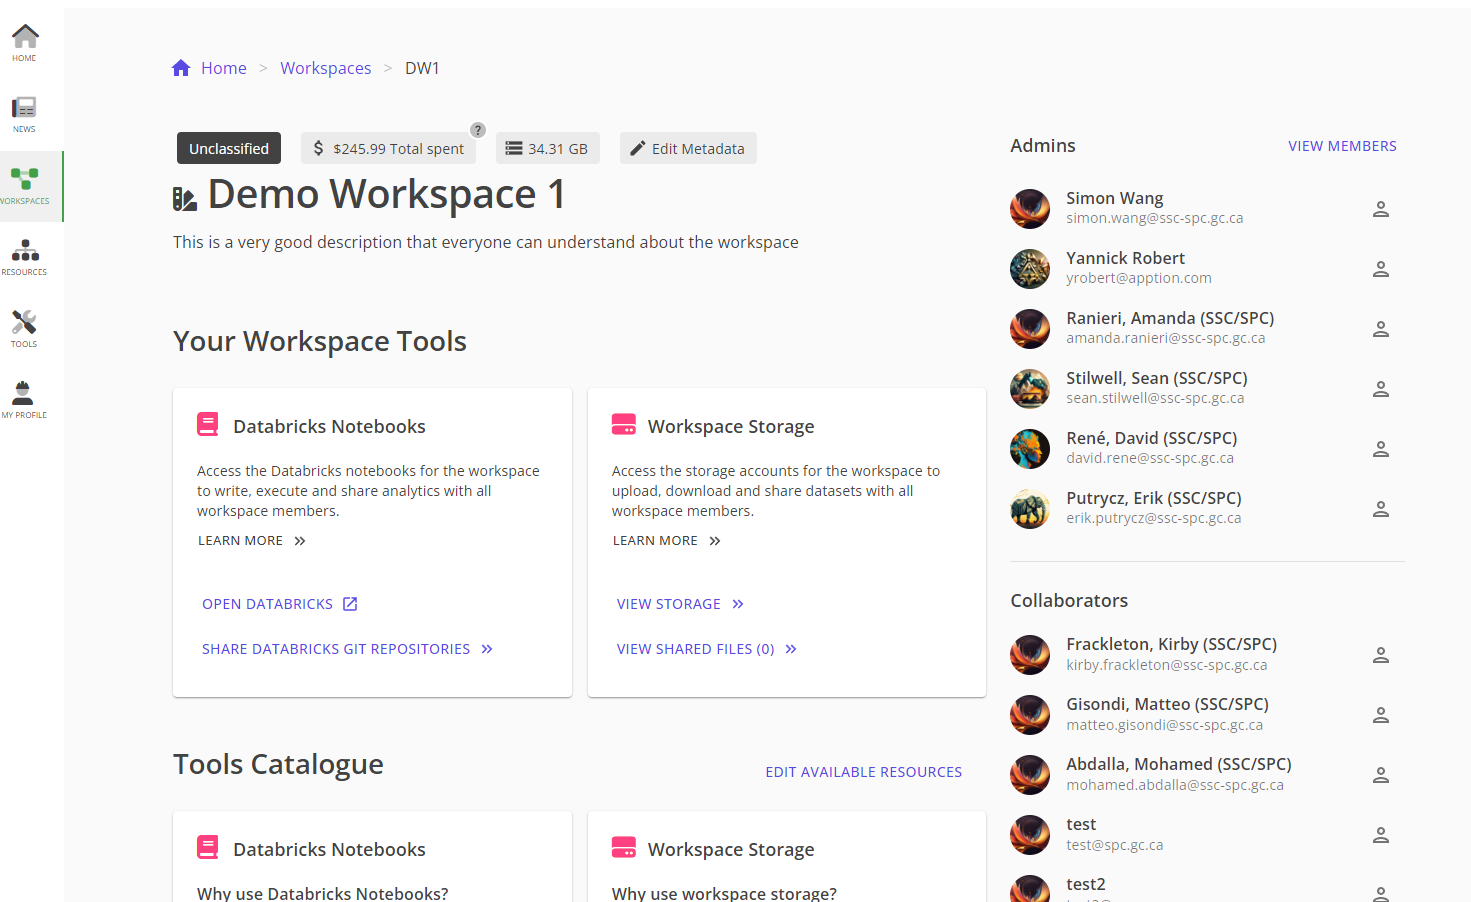 HOME
NEWS
WORKSPACES
RESOURCES
TOOLS
MY PROFILE
Home > Workspaces > DW1
Unclassified
$245.99 Total spent
?
34.31 GB
Edit Metadata
Demo Workspace 1
This is a very good description that everyone can understand about the workspace
Your Workspace Tools
Databricks Notebooks
Access the Databricks notebooks for the workspace
to write, execute and share analytics with all
workspace members.
LEARN MORE
OPEN DATABRICKS
SHARE DATABRICKS GIT REPOSITORIES
Workspace Storage
Access the storage accounts for the workspace to
upload, download and share datasets with all
workspace members.
LEARN MORE
VIEW STORAGE
VIEW SHARED FILES (0)
Tools Catalogue
EDIT AVAILABLE RESOURCES
Databricks Notebooks
Why use Databricks Notebooks?
Workspace Storage
Why use workspace storage?
Admins
VIEW MEMBERS
Simon Wang
simon.wang@ssc-spc.gc.ca
Yannick Robert
yrobert@apption.com
Ranieri, Amanda (SSC/SPC)
amanda.ranieri@ssc-spc.gc.ca
Stilwell, Sean (SSC/SPC)
sean.stilwell@ssc-spc.gc.ca
René, David (SSC/SPC)
david.rene@ssc-spc.gc.ca
Putrycz, Erik (SSC/SPC)
erik.putrycz@ssc-spc.gc.ca
Collaborators
Frackleton, Kirby (SSC/SPC)
kirby.frackleton@ssc-spc.gc.ca
Gisondi, Matteo (SSC/SPC)
matteo.gisondi@ssc-spc.gc.ca
Abdalla, Mohamed (SSC/SPC)
mohamed.abdalla@ssc-spc.gc.ca
test
test@spc.gc.ca
test2